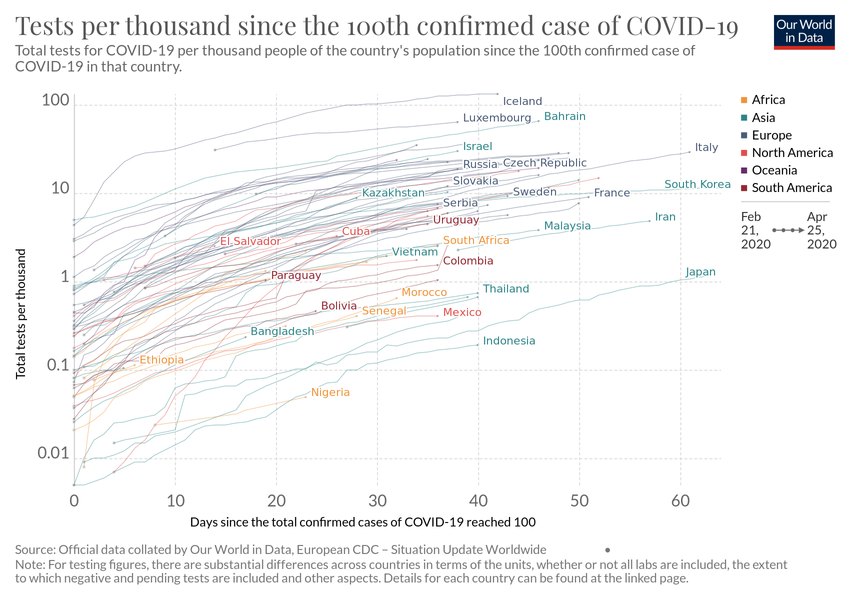 Tests per thousand since the 100th confirmed case of COVID-19
Our World
in Data
Total tests for COVID-19 per thousand people of the country's population since the 100th confirmed case of
COVID-19 in that country.
100
10
1
0.1
0.01
Total tests per thousand
Iceland
Luxembourg
Bahrain
Israel
Italy
Russia
Czech Republic
Slovakia
South Korea
Kazakhstan
Sweden
France
Serbia
Uruguay
Iran
Malaysia
Cuba
El Salvador
South Africa
Vietnam
Colombia
Paraguay
Japan
Morocco
Thailand
Bolivia
Senegal
Mexico
Bangladesh
Indonesia
Ethiopia
Nigeria
0
10
20
30
40
50
60
Days since the total confirmed cases of COVID-19 reached 100
Africa
Asia
Europe
North America
Oceania
South America
Feb
21,
2020
Apr
25,
2020
Source: Official data collated by Our World in Data, European CDC – Situation Update Worldwide
Note: For testing figures, there are substantial differences across countries in terms of the units, whether or not all labs are included, the extent
to which negative and pending tests are included and other aspects. Details for each country can be found at the linked page.